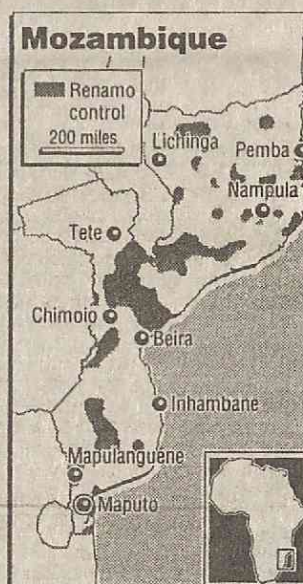 Mozambique
Renamo
control
200 miles
Lichinga
Pemba
Nampula
Tete
Chimoio
Beira
Inhambane
Mapulanguene
Maputo